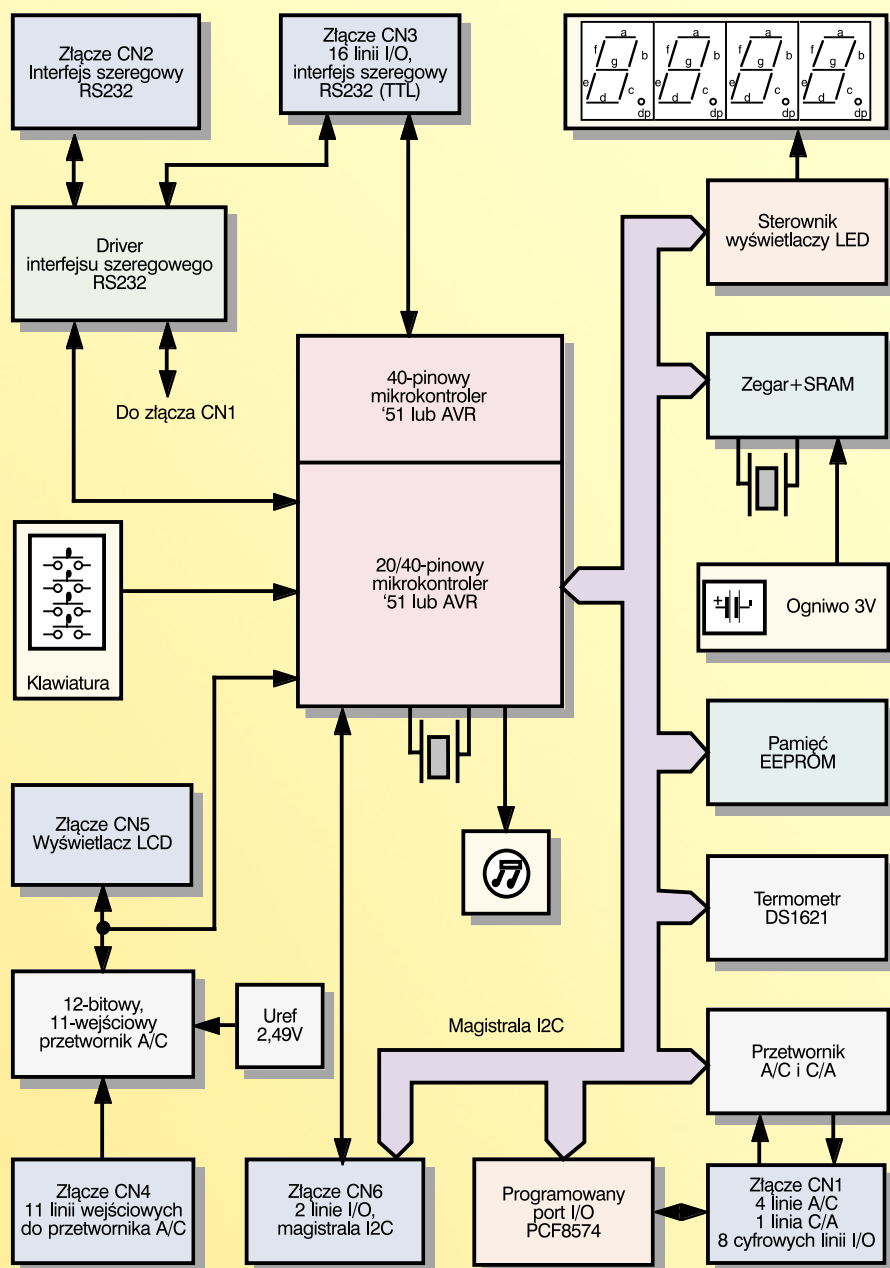 Złącze CN2
Interfejs szeregowy
RS232
Złącze CN3
16 linii I/O,
interfejs szeregowy
RS232 (TTL)
a a a a
f b f b f b f b
g g g g
e c e c e c e c
d d d d
dp dp dp dp
Driver
interfejsu szeregowego
RS232
Sterownik
wyświetlaczy LED
Do złącza CN1
40-pinowy
mikrokontroler
‘51 lub AVR
Zegar+SRAM
20/40-pinowy
mikrokontroler
‘51 lub AVR
Klawiatura
+ -
Ogniwo 3V
Pamięć
EEPROM
Złącze CN5
Wyświetlacz LCD
Termometr
DS1621
12-bitowy,
11-wejściowy
przetwornik A/C
Uref
2,49V
Magistrala I2C
Przetwornik
A/C i C/A
Złącze CN4
11 linii wejściowych
do przetwornika A/C
Złącze CN6
2 linie I/O,
magistrala I2C
Programowany
port I/O
PCF8574
Złącze CN1
4 linie A/C
1 linia C/A
8 cyfrowych linii I/O